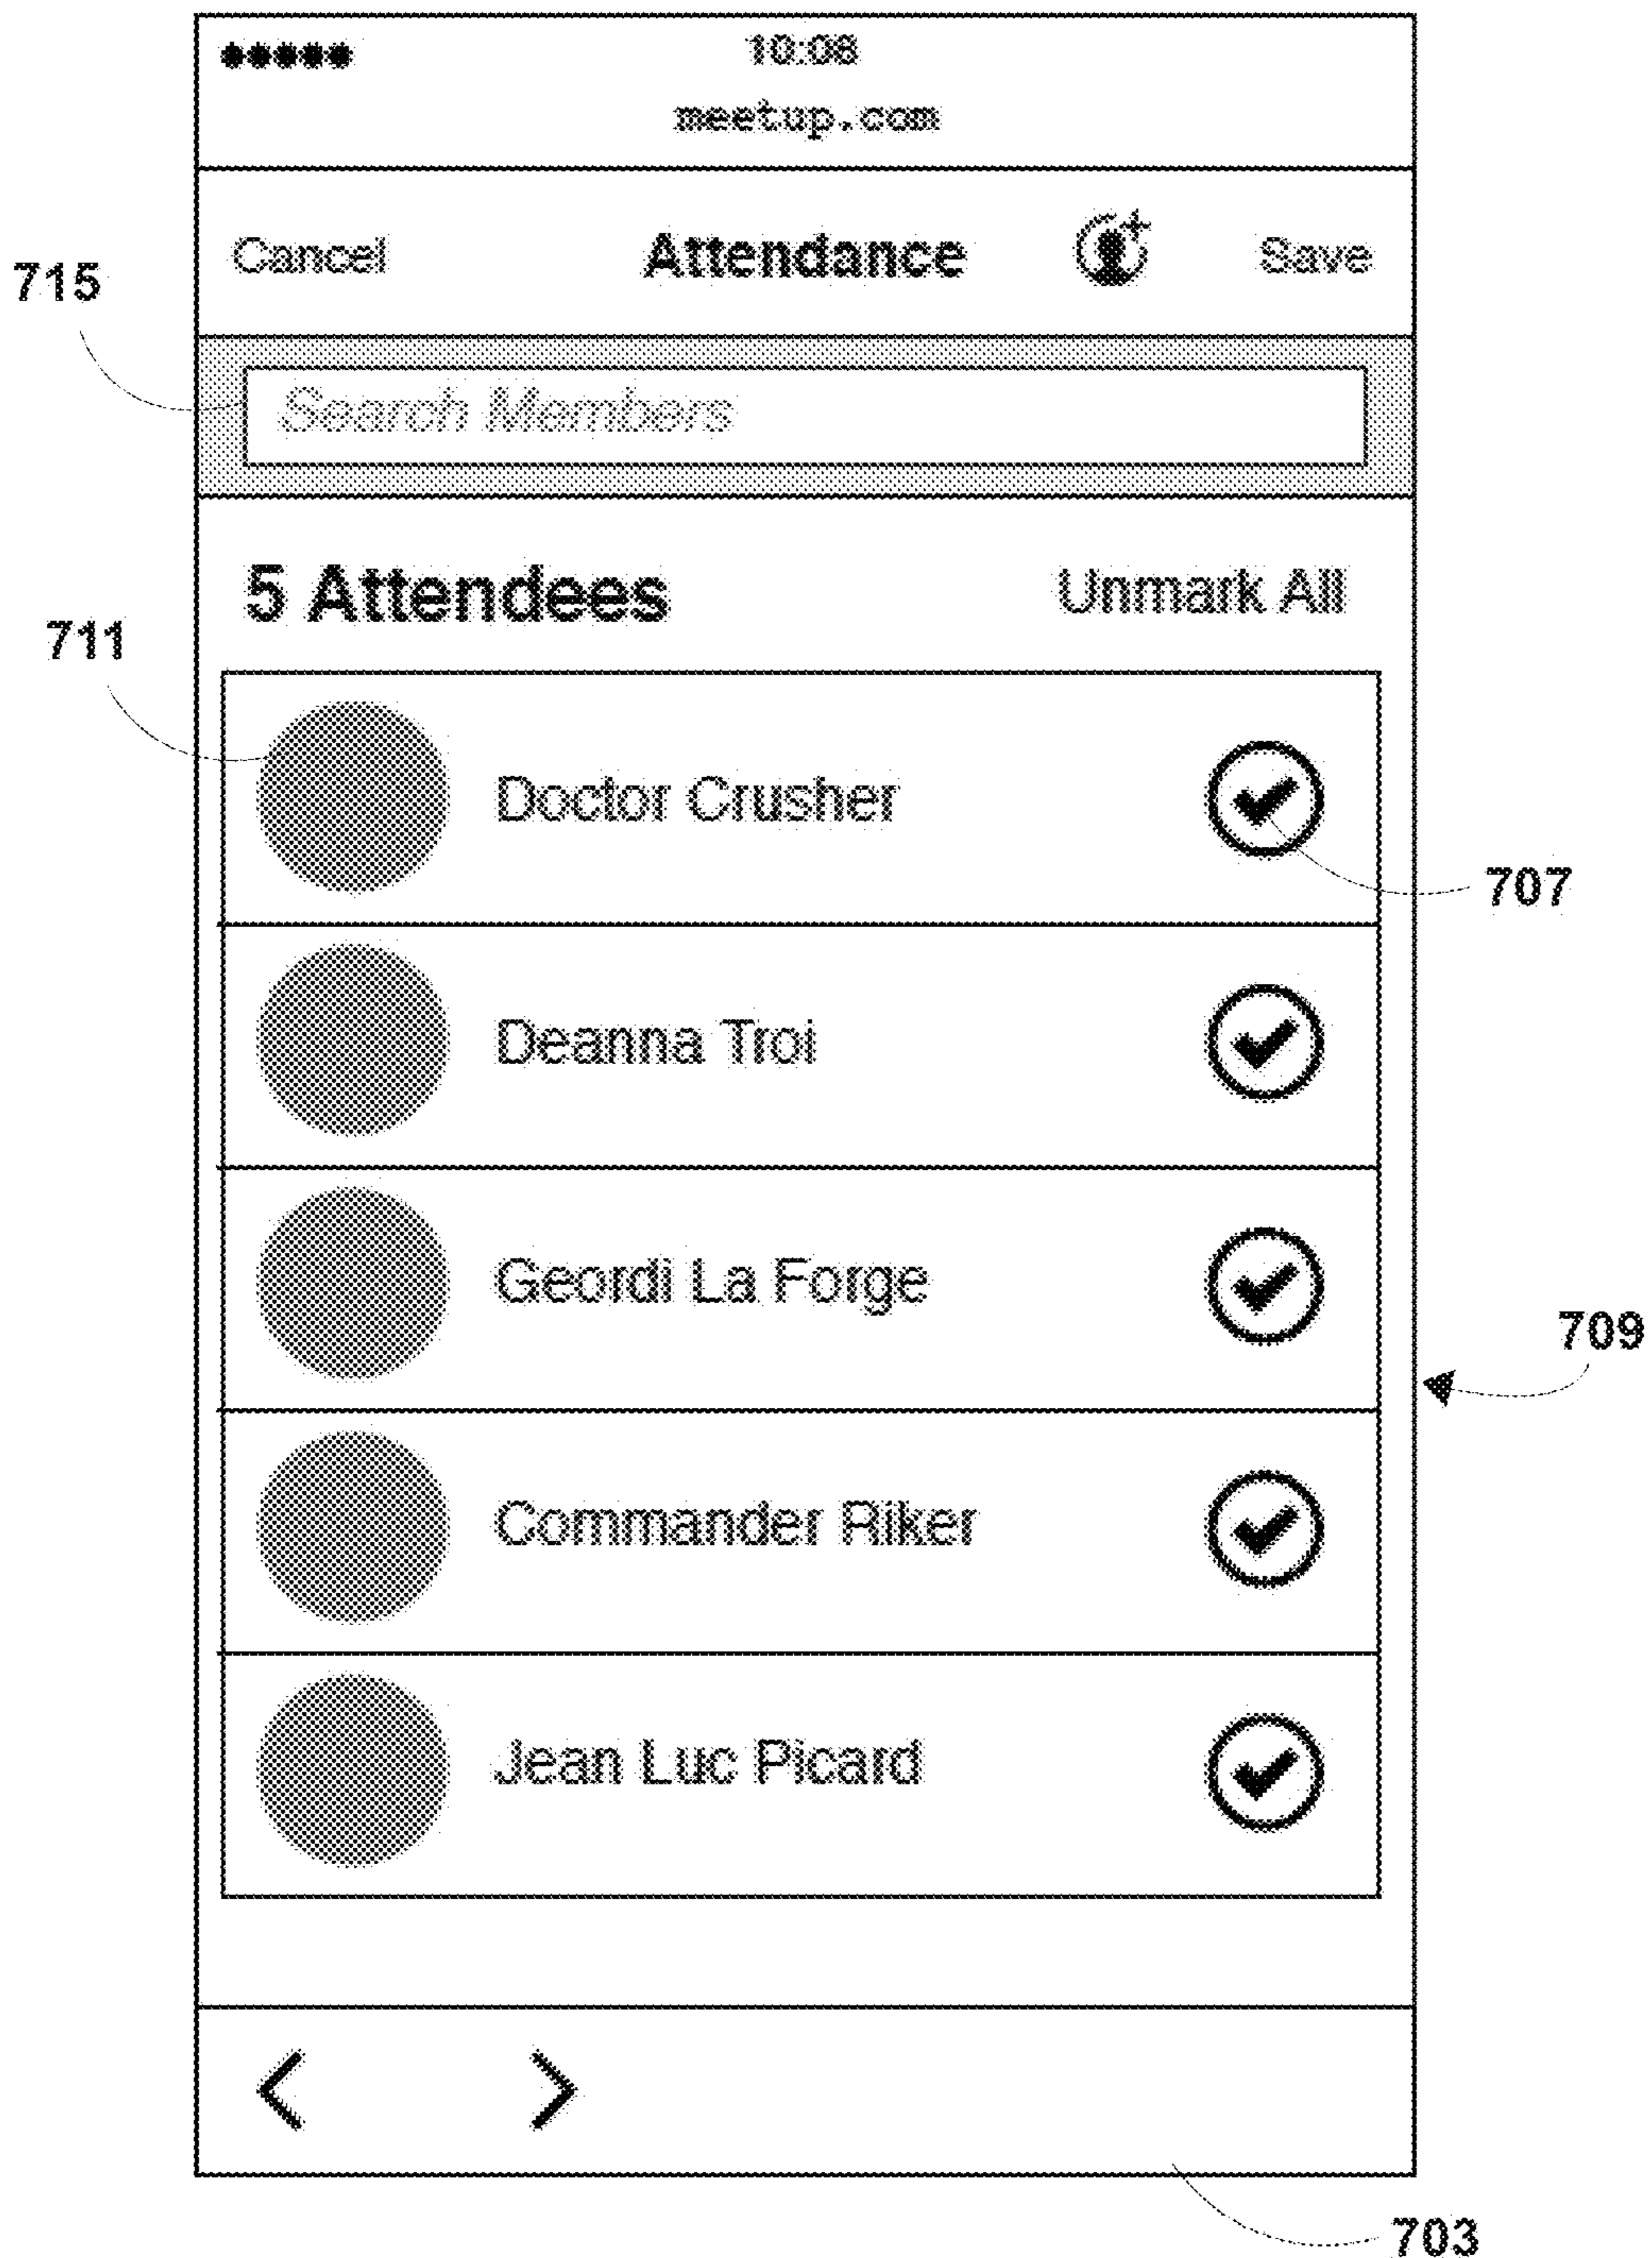 10:08
meetup.com
Cancel Attendance Save
715
Search Members
5 Attendees Unmark All
711
Doctor Crusher
707
Deanna Troi
Geordi La Forge
709
Commander Riker
Jean Luc Picard
703